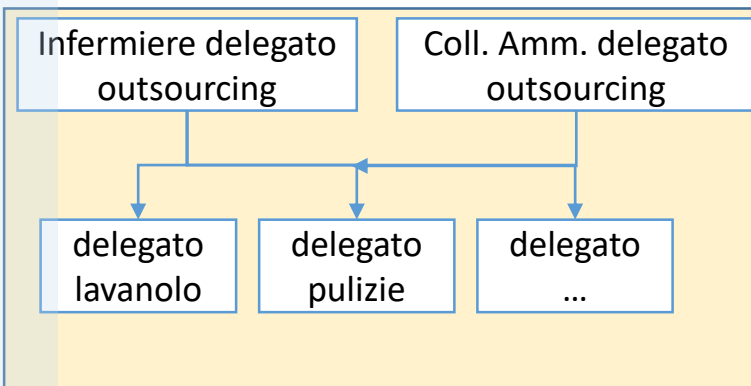 Infermiere delegato
outsourcing
Coll. Amm. delegato
outsourcing
delegato
lavanolo
delegato
pulizie
delegato
…